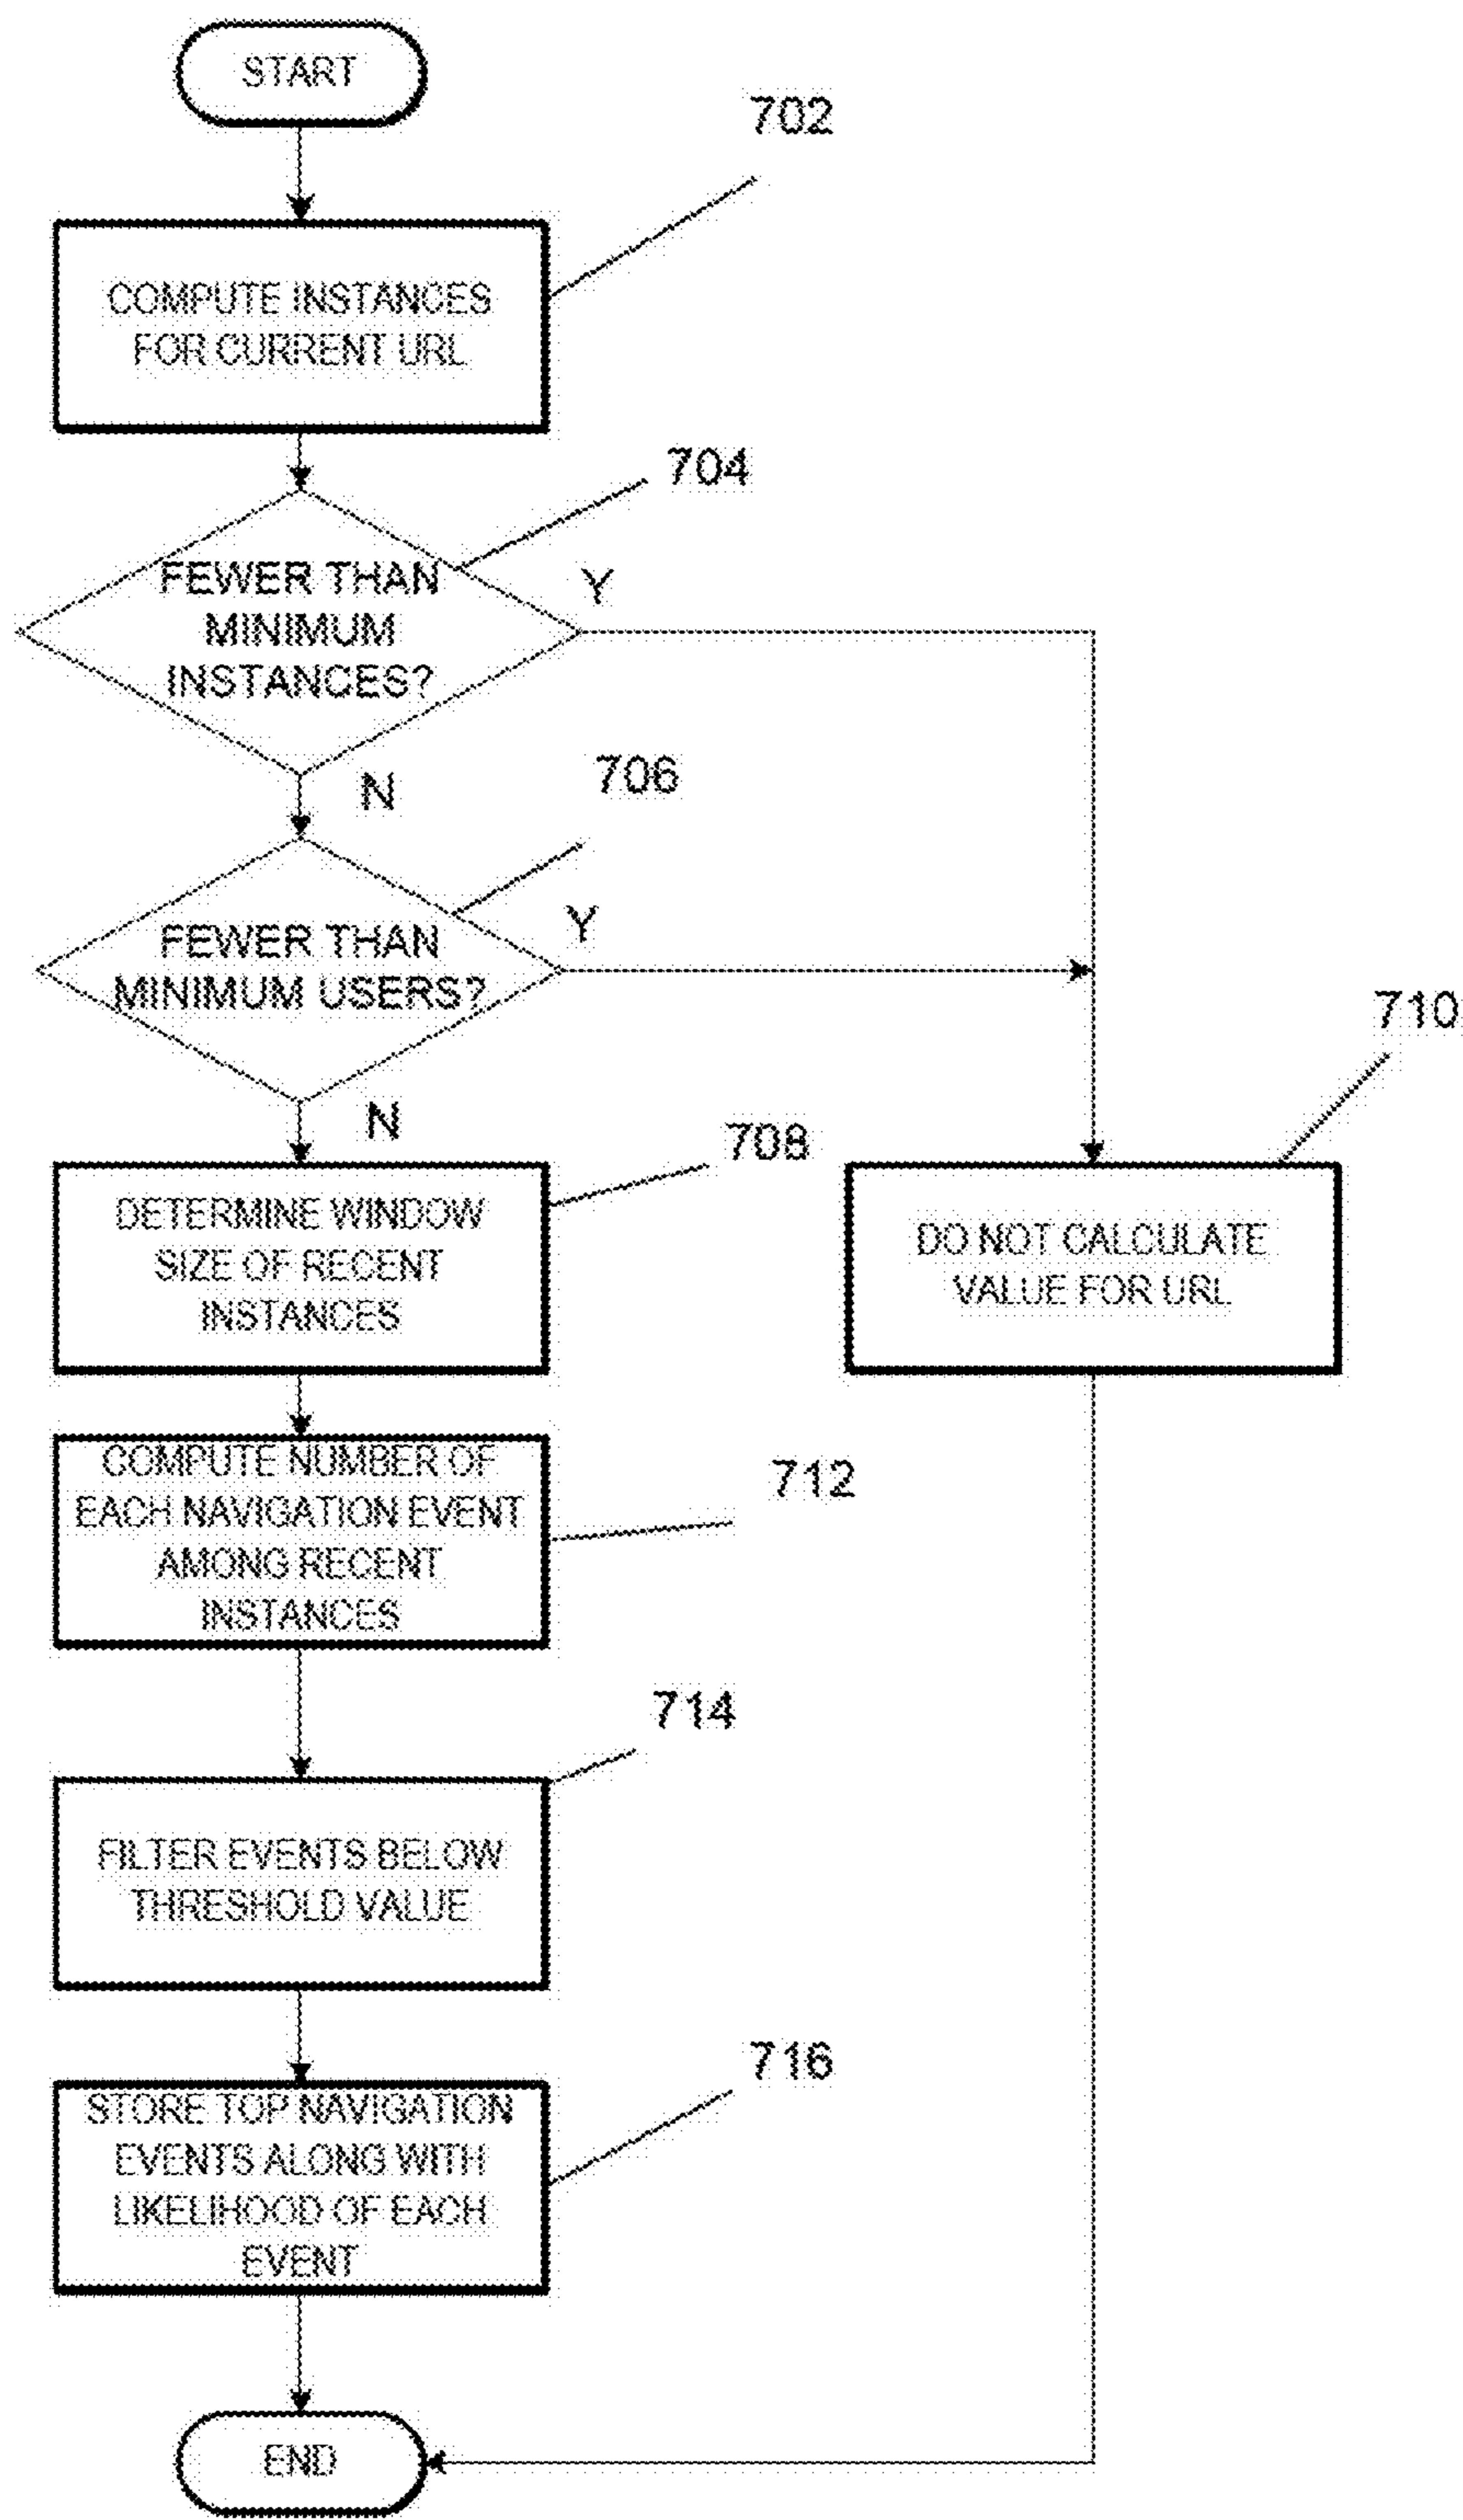 START
702
COMPUTE INSTANCES
FOR CURRENT URL
704
FEWER THAN
MINIMUM
INSTANCES?
Y
N
706
FEWER THAN
MINIMUM USERS?
Y
N
708
DETERMINE WINDOW
SIZE OF RECENT
INSTANCES
710
DO NOT CALCULATE
VALUE FOR URL
712
COMPUTE NUMBER OF
EACH NAVIGATION EVENT
AMONG RECENT
INSTANCES
714
FILTER EVENTS BELOW
THRESHOLD VALUE
716
STORE TOP NAVIGATION
EVENTS ALONG WITH
LIKELIHOOD OF EACH
EVENT
END